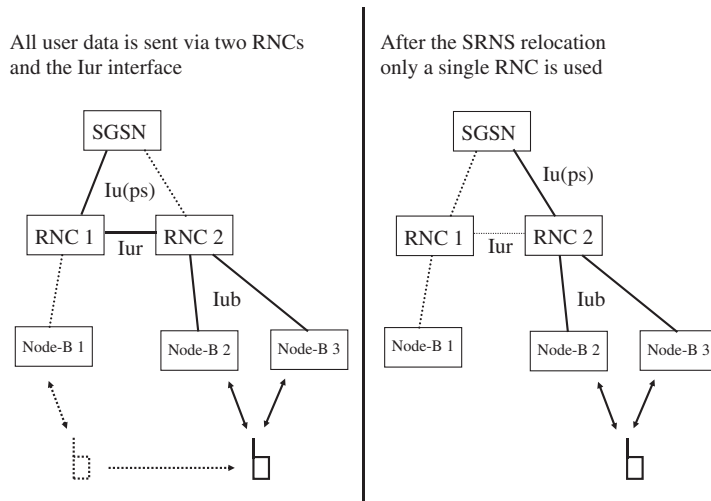 All user data is sent via two RNCs
and the Iur interface
SGSN
Iu(ps)
RNC 1
Iur
RNC 2
Iub
Node-B 1
Node-B 2
Node-B 3
After the SRNS relocation
only a single RNC is used
SGSN
Iu(ps)
RNC 1
Iur
RNC 2
Iub
Node-B 1
Node-B 2
Node-B 3